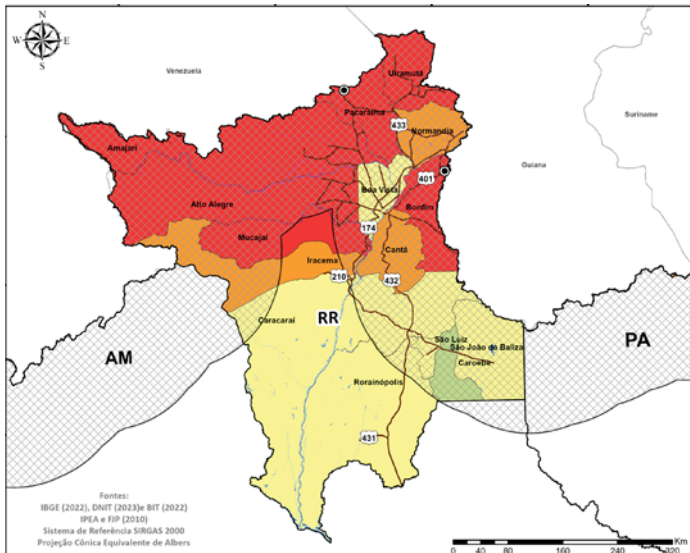 N
W E
S
Venezuela
Suriname
Guiana
Uiramutã
Pacaraima
433
Normandia
Amajari
401
Boa Vista
Alto Alegre
Bonfim
174
Mucajaí
Cantá
Iracema
210
432
Caracaraí
RR
PA
AM
São Luiz
São João do Baliza
Caroebe
Rorainópolis
431
Fontes:
IBGE (2022), DNIT (2023)e BIT (2022)
IPEA e FJP (2010)
Sistema de Referência SIRGAS 2000
Projeção Cônica Equivalente de Albers
Km
0 40 80 160 240 320